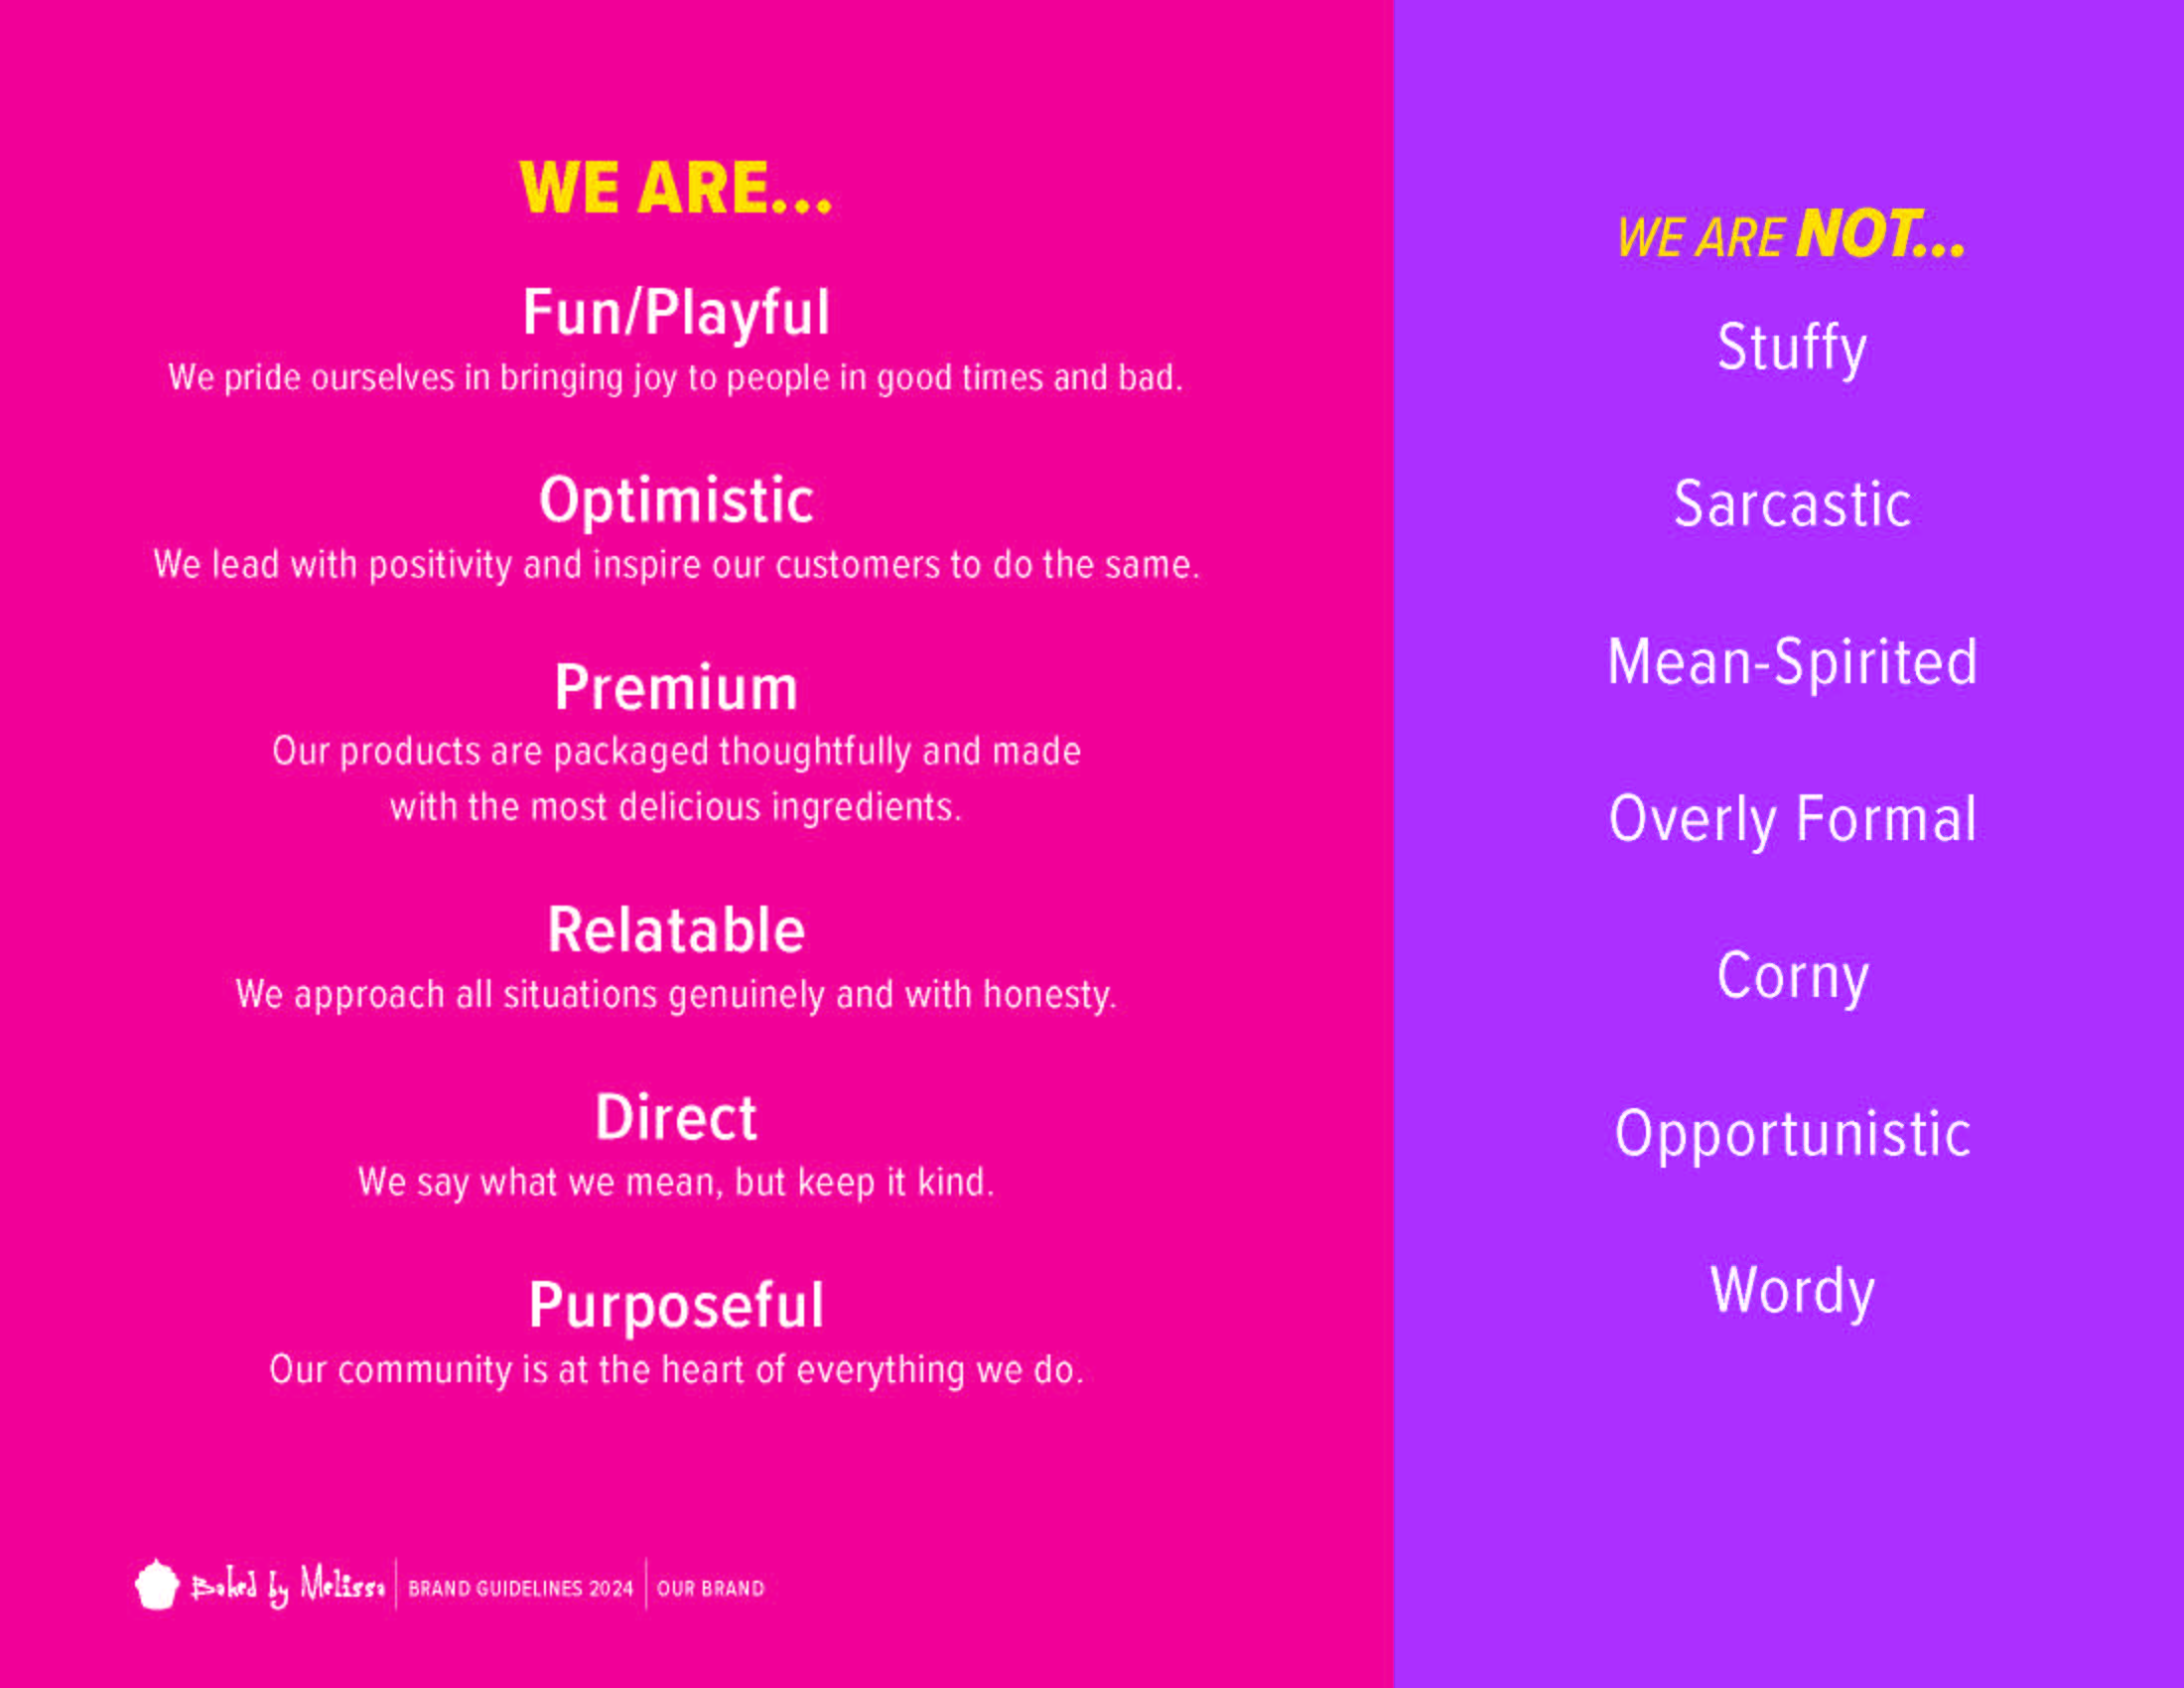 WE ARE...
Fun/Playful
We pride ourselves in bringing joy to people in good times and bad.
Optimistic
We lead with positivity and inspire our customers to do the same.
Premium
Our products are packaged thoughtfully and made
with the most delicious ingredients.
Relatable
We approach all situations genuinely and with honesty.
Direct
We say what we mean, but keep it kind.
Purposeful
Our community is at the heart of everything we do.
WE ARE NOT...
Stuffy
Sarcastic
Mean-Spirited
Overly Formal
Corny
Opportunistic
Wordy
Baked by Melissa BRAND GUIDELINES 2024 OUR BRAND